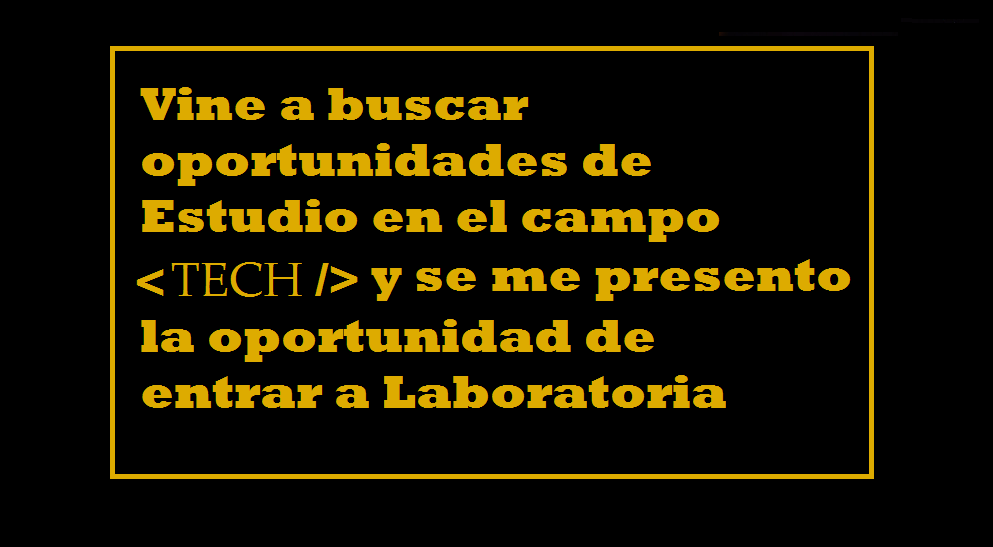 Vine a buscar
oportunidades de
Estudio en el campo
<TECH /> y se me presento
la oportunidad de
entrar a Laboratoria